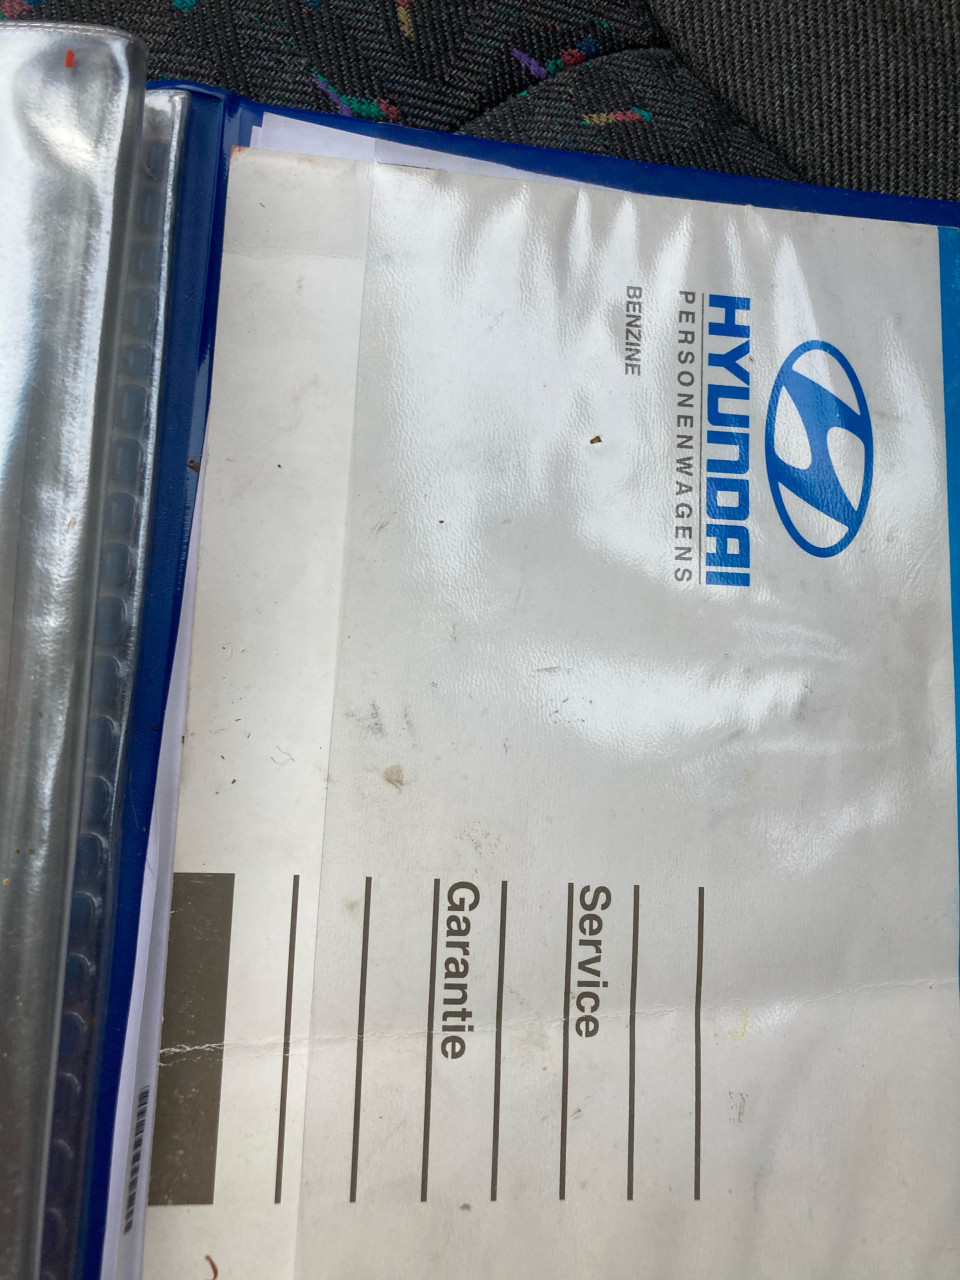 HYUNDAI
PERSONENWAGENS
BENZINE
Service
Garantie